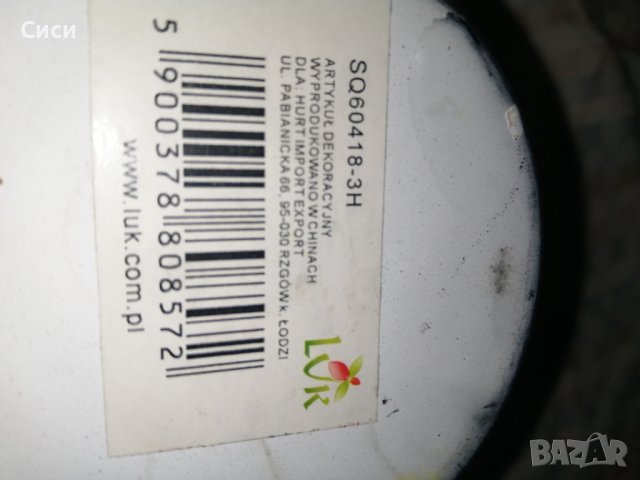 Сиси
SQ60418-3H
ARTYKUŁ DEKORACYJNY
WYPRODUKOWANO W CHINACH
DLA: HURT IMPORT EXPORT
UL. PABIANICKA 66, 95-030 RZGÓW k. ŁODZI
LUK
5 900378 808572
www.luk.com.pl
BAZAR